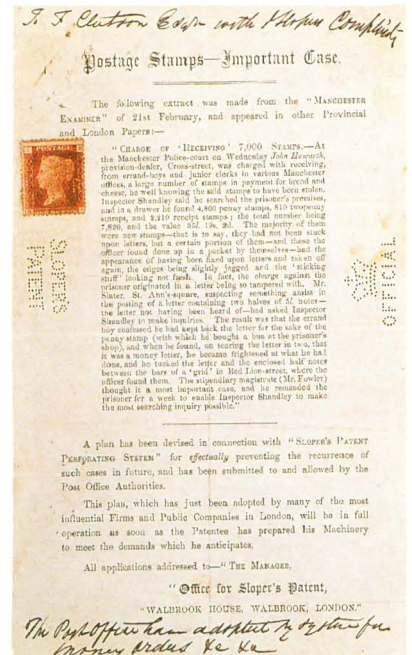 T. F. Clutson Esqr with J Slopers Complimts
Postage Stamps—Important Case.
The following extract was made from the "MANCHESTER
EXAMINER" of 21st February, and appeared in other Provincial
and London Papers:—
"CHARGE OF 'RECEIVING' 7,000 STAMPS.—At
the Manchester Police-court on Wednesday John Howarth,
provision-dealer, Cross-street, was charged with receiving,
from errand-boys and junior clerks in various Manchester
offices, a large number of stamps in payment for bread and
cheese, he well knowing the said stamps to have been stolen.
Inspector Shandley said he searched the prisoner's premises,
and in a drawer he found 4,800 penny stamps, 810 twopenny
stamps, and 2,210 receipt stamps; the total number being
7,820, and the value 35l. 19s. 2d. The majority of them
were new stamps—that is to say, they had not been stuck
upon letters, but a certain portion of them—and these the
officer found done up in a packet by themselves—had the
appearance of having been fixed upon letters and taken off
again, the edges being slightly jagged and the 'sticking
stuff' looking not fresh. In fact, the charge against the
prisoner originated in a letter being so tampered with. Mr.
Slater, St. Ann's-square, suspecting something amiss in
the posting of a letter containing two halves of 5l. notes—
the letter not having been heard of—had asked Inspector
Shandley to make inquiries. The result was that the errand
boy confessed he had kept back the letter for the sake of the
penny stamp (with which he bought a bun at the prisoner's
shop), and when he found, on tearing the letter in two, that
it was a money letter, he became frightened at what he had
done, and he tucked the letter and the enclosed half notes
between the bars of a 'grid' in Red Lion-street, where the
officer found them. The stipendiary magistrate (Mr. Fowler)
thought it a most important case, and he remanded the
prisoner for a week to enable Inspector Shandley to make
the most searching inquiry possible."
POSTAGE
SLOPER'S
PATENT
OFFICIAL
A plan has been devised in connection with "SLOPER'S PATENT
PERFORATING SYSTEM" for effectually preventing the recurrence of
such cases in future, and has been submitted to and allowed by the
Post Office Authorities.
This plan, which has just been adopted by many of the most
influential Firms and Public Companies in London, will be in full
operation as soon as the Patentee has prepared his Machinery
to meet the demands which he anticipates.
All applications addressed to—"THE MANAGER,
"Office for Sloper's Patent,
"WALBROOK HOUSE, WALBROOK, LONDON."
The Post Office have adopted my system for
money orders &c &c